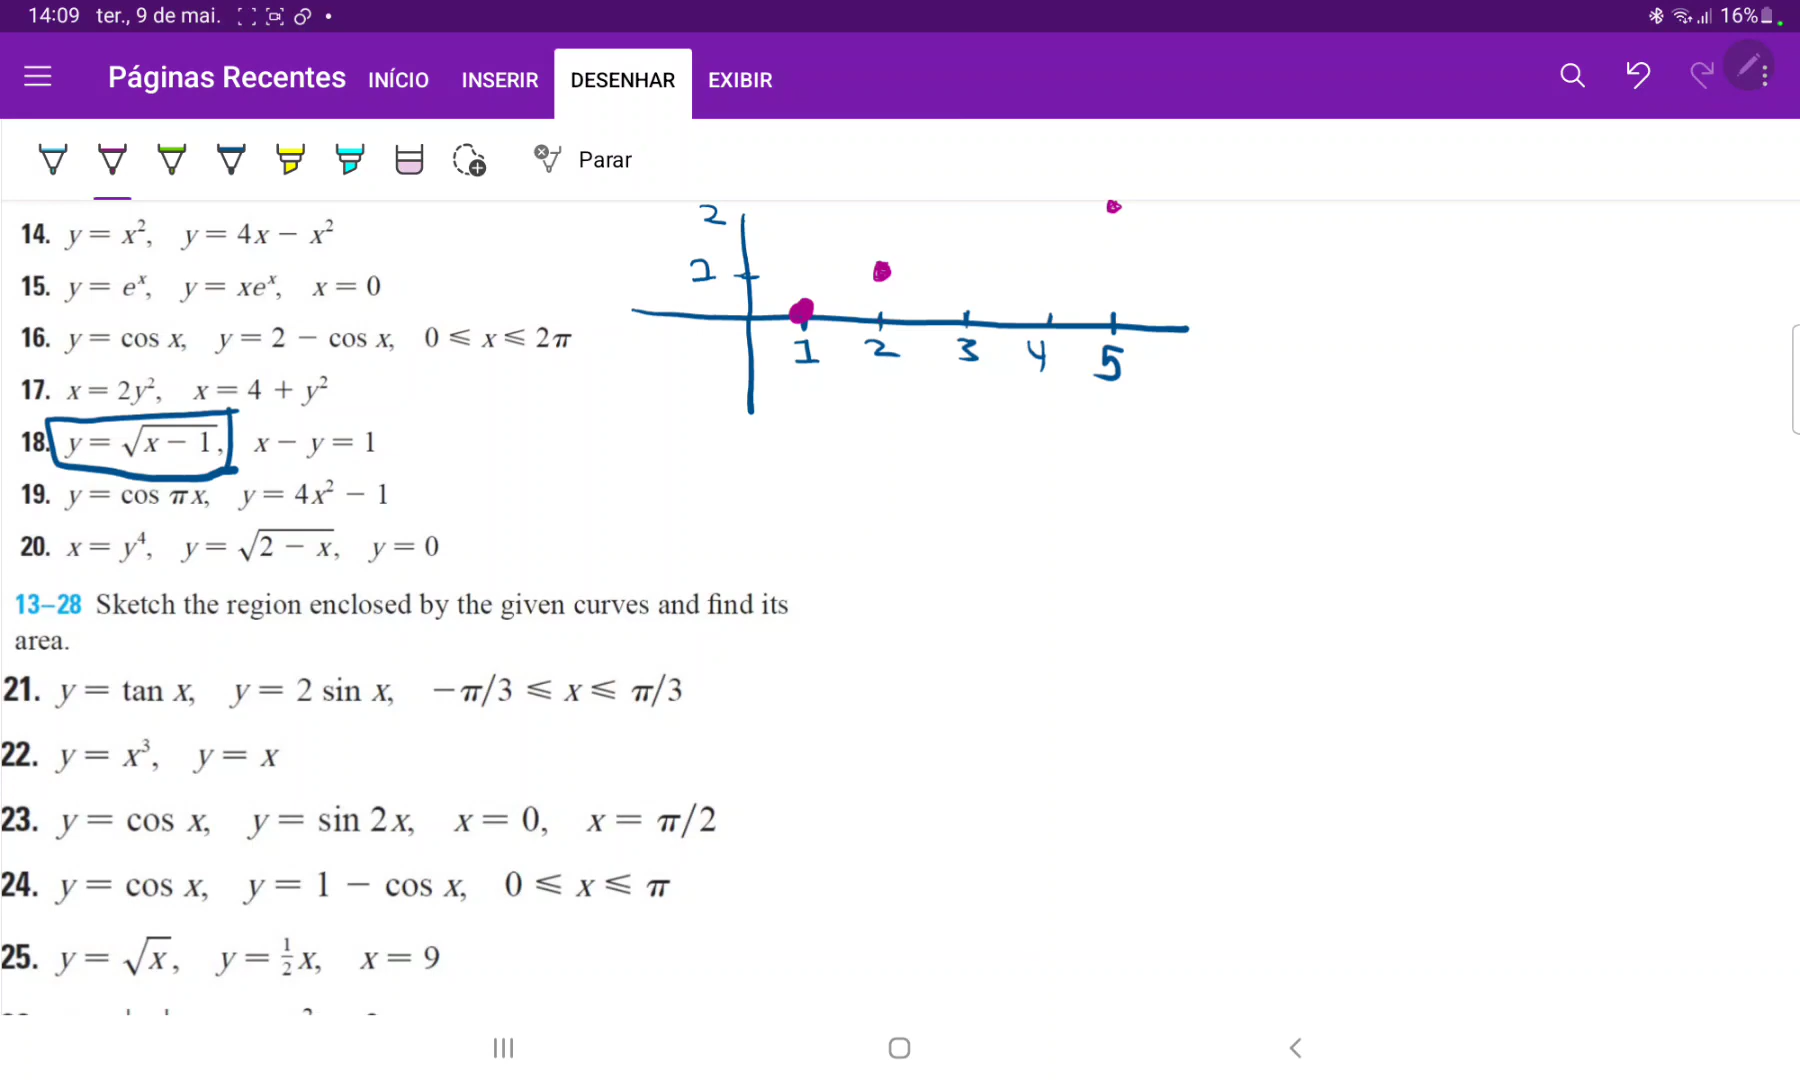 14:09 ter., 9 de mai.
16%
Páginas Recentes INÍCIO INSERIR DESENHAR EXIBIR
Parar
14. y = x², y = 4x − x²
15. y = eˣ, y = xeˣ, x = 0
16. y = cos x, y = 2 − cos x, 0 ⩽ x ⩽ 2π
17. x = 2y², x = 4 + y²
18. y = √(x − 1), x − y = 1
19. y = cos πx, y = 4x² − 1
20. x = y⁴, y = √(2 − x), y = 0
2
1
1 2 3 4 5
13–28 Sketch the region enclosed by the given curves and find its
area.
21. y = tan x, y = 2 sin x, −π/3 ⩽ x ⩽ π/3
22. y = x³, y = x
23. y = cos x, y = sin 2x, x = 0, x = π/2
24. y = cos x, y = 1 − cos x, 0 ⩽ x ⩽ π
25. y = √x, y = ½x, x = 9